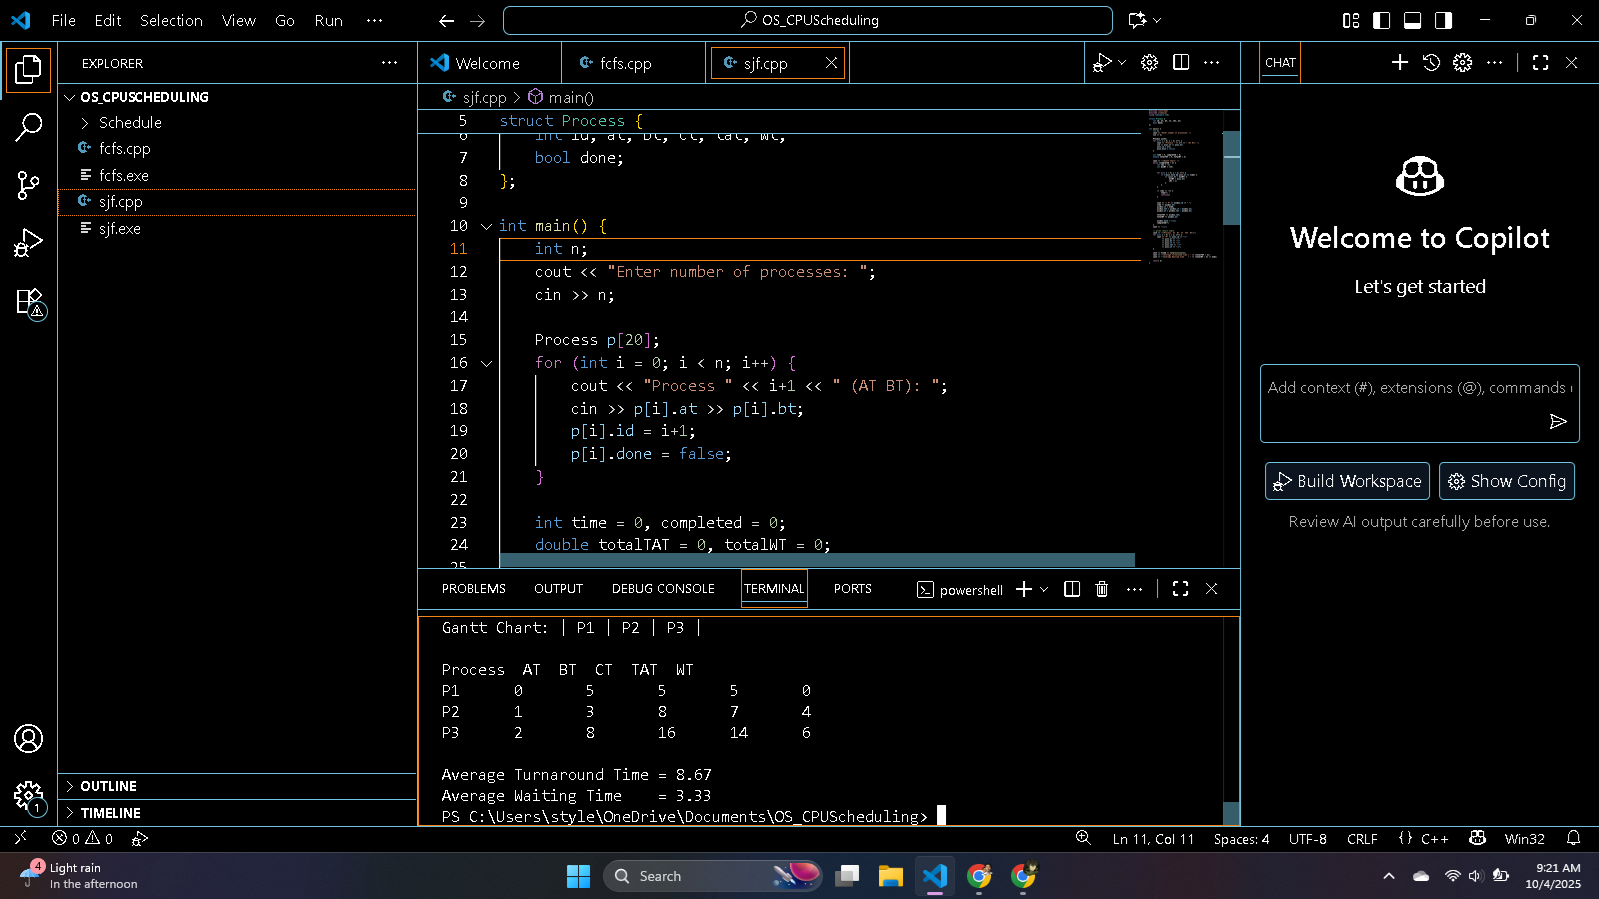 File Edit Selection View Go Run ···
OS_CPUScheduling
EXPLORER
OS_CPUSCHEDULING
Schedule
fcfs.cpp
fcfs.exe
sjf.cpp
sjf.exe
OUTLINE
TIMELINE
Welcome fcfs.cpp sjf.cpp
sjf.cpp > main()
5 struct Process {
6 int id, at, bt, ct, tat, wt;
7 bool done;
8 };
9
10 int main() {
11 int n;
12 cout << "Enter number of processes: ";
13 cin >> n;
14
15 Process p[20];
16 for (int i = 0; i < n; i++) {
17 cout << "Process " << i+1 << " (AT BT): ";
18 cin >> p[i].at >> p[i].bt;
19 p[i].id = i+1;
20 p[i].done = false;
21 }
22
23 int time = 0, completed = 0;
24 double totalTAT = 0, totalWT = 0;
25
PROBLEMS OUTPUT DEBUG CONSOLE TERMINAL PORTS powershell
Gantt Chart: | P1 | P2 | P3 |
Process AT BT CT TAT WT
P1 0 5 5 5 0
P2 1 3 8 7 4
P3 2 8 16 14 6
Average Turnaround Time = 8.67
Average Waiting Time = 3.33
PS C:\Users\style\OneDrive\Documents\OS_CPUScheduling>
CHAT
Welcome to Copilot
Let's get started
Add context (#), extensions (@), commands
Build Workspace Show Config
Review AI output carefully before use.
1
0 0
Ln 11, Col 11 Spaces: 4 UTF-8 CRLF {} C++ Win32
4
Light rain
In the afternoon
Search
9:21 AM
10/4/2025